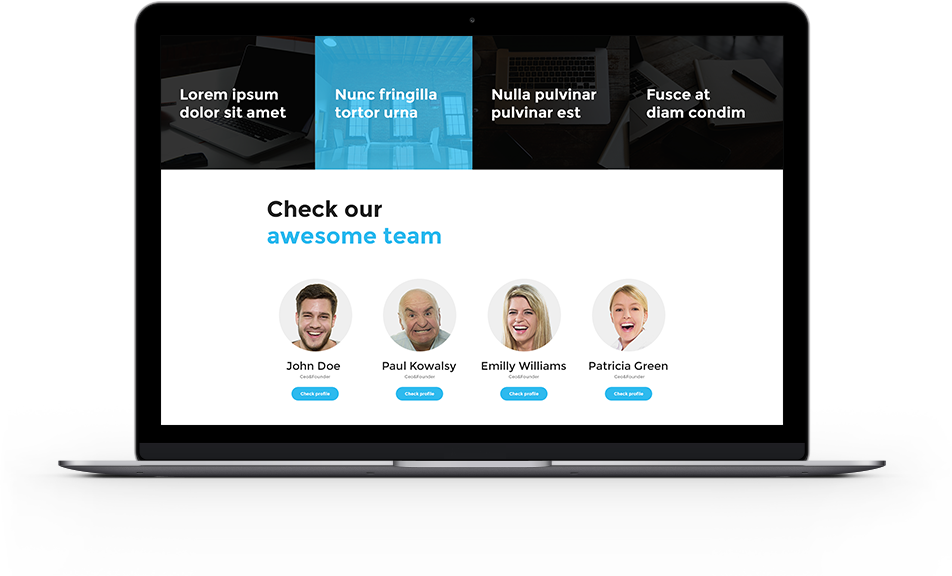 Lorem ipsum
dolor sit amet
Nunc fringilla
tortor urna
Nulla pulvinar
pulvinar est
Fusce at
diam condim
Check our
awesome team
John Doe
Ceo&Founder
Check profile
Paul Kowalsy
Ceo&Founder
Check profile
Emilly Williams
Ceo&Founder
Check profile
Patricia Green
Ceo&Founder
Check profile